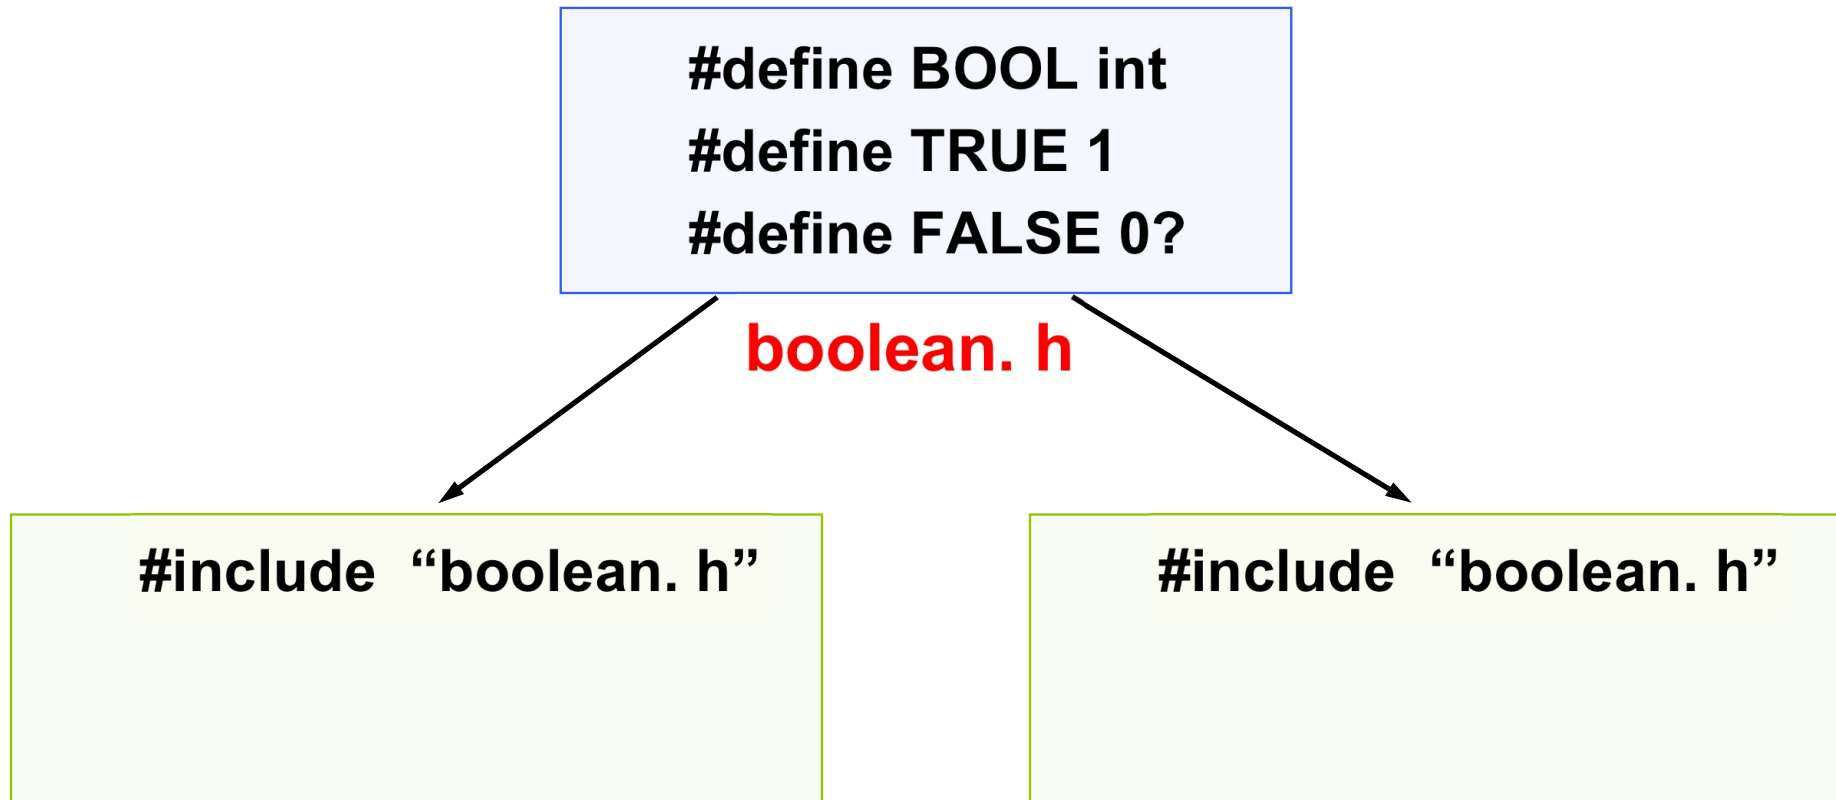 #define BOOL int
#define TRUE 1
#define FALSE 0?
boolean. h
#include “boolean. h”
#include “boolean. h”